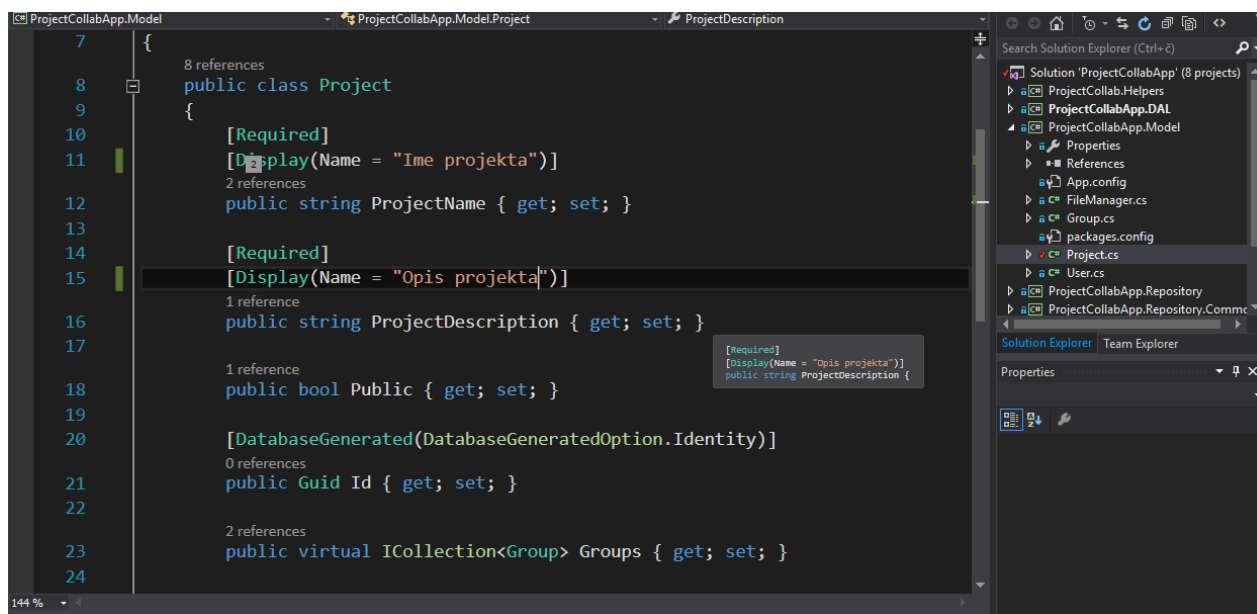 ProjectCollabApp.Model
ProjectCollabApp.Model.Project
ProjectDescription
7 {
8 references
8 public class Project
9 {
10 [Required]
11 [Display(Name = "Ime projekta")]
2
2 references
12 public string ProjectName { get; set; }
13
14 [Required]
15 [Display(Name = "Opis projekta")]
1 reference
16 public string ProjectDescription { get; set; }
17
[Required]
[Display(Name = "Opis projekta")]
public string ProjectDescription {
1 reference
18 public bool Public { get; set; }
19
20 [DatabaseGenerated(DatabaseGeneratedOption.Identity)]
0 references
21 public Guid Id { get; set; }
22
2 references
23 public virtual ICollection<Group> Groups { get; set; }
24
144 %
Search Solution Explorer (Ctrl+č)
Solution 'ProjectCollabApp' (8 projects)
C# ProjectCollab.Helpers
C# ProjectCollabApp.DAL
C# ProjectCollabApp.Model
Properties
References
App.config
C# FileManager.cs
C# Group.cs
packages.config
C# Project.cs
C# User.cs
C# ProjectCollabApp.Repository
C# ProjectCollabApp.Repository.Commo
Solution Explorer Team Explorer
Properties